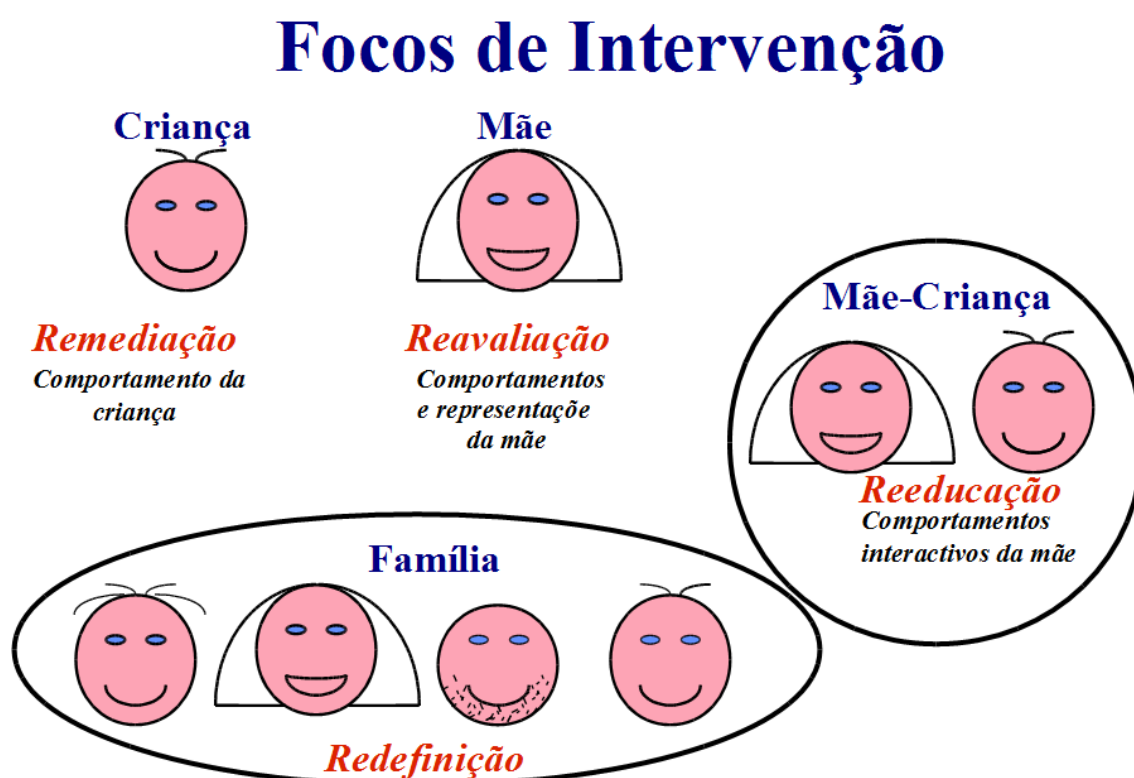 Focos de Intervenção
Criança
Remediação
Comportamento da
criança
Mãe
Reavaliação
Comportamentos
e representaçõe
da mãe
Mãe-Criança
Reeducação
Comportamentos
interactivos da mãe
Família
Redefinição